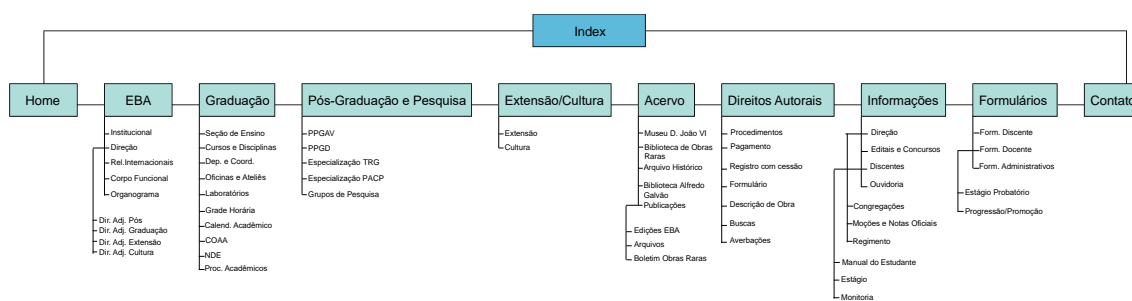 Index
Home
EBA
Graduação
Pós-Graduação e Pesquisa
Extensão/Cultura
Acervo
Direitos Autorais
Informações
Formulários
Contato
Institucional
Direção
Rel.Internacionais
Corpo Funcional
Organograma
Dir. Adj. Pós
Dir. Adj. Graduação
Dir. Adj. Extensão
Dir. Adj. Cultura
Seção de Ensino
Cursos e Disciplinas
Dep. e Coord.
Oficinas e Ateliês
Laboratórios
Grade Horária
Calend. Acadêmico
COAA
NDE
Proc. Acadêmicos
PPGAV
PPGD
Especialização TRG
Especialização PACP
Grupos de Pesquisa
Extensão
Cultura
Museu D. João VI
Biblioteca de Obras
Raras
Arquivo Histórico
Biblioteca Alfredo
Galvão
Publicações
Edições EBA
Arquivos
Boletim Obras Raras
Procedimentos
Pagamento
Registro com cessão
Formulário
Descrição de Obra
Buscas
Averbações
Direção
Editais e Concursos
Discentes
Ouvidoria
Congregações
Moções e Notas Oficiais
Regimento
Manual do Estudante
Estágio
Monitoria
Form. Discente
Form. Docente
Form. Administrativos
Estágio Probatório
Progressão/Promoção